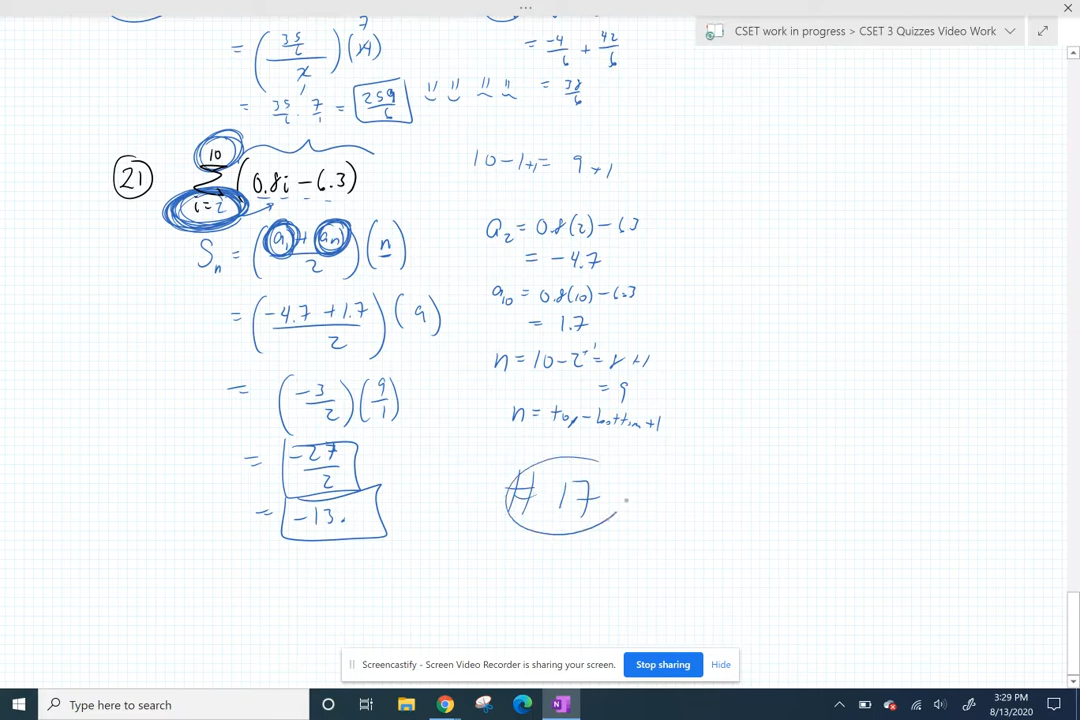 CSET work in progress > CSET 3 Quizzes Video Work
7
= (35/6 / x)(14)
= -4/6 + 42/6
= 35/6 · 7/1 = 259/6
= 38/6
10
21 Σ (0.8i - 6.3)
i=2
10-1+1= 9+1
Sn = (a1 + an / 2)(n)
a2 = 0.8(2) - 6.3
= -4.7
= (-4.7 + 1.7 / 2)(9)
a10 = 0.8(10) - 6.3
= 1.7
n = 10-2+1 = 8+1
= 9
= (-3/2)(9/1)
n = top - bottom + 1
= -27/2
# 17
= -13.
Screencastify - Screen Video Recorder is sharing your screen.
Stop sharing
Hide
Type here to search
3:29 PM
8/13/2020